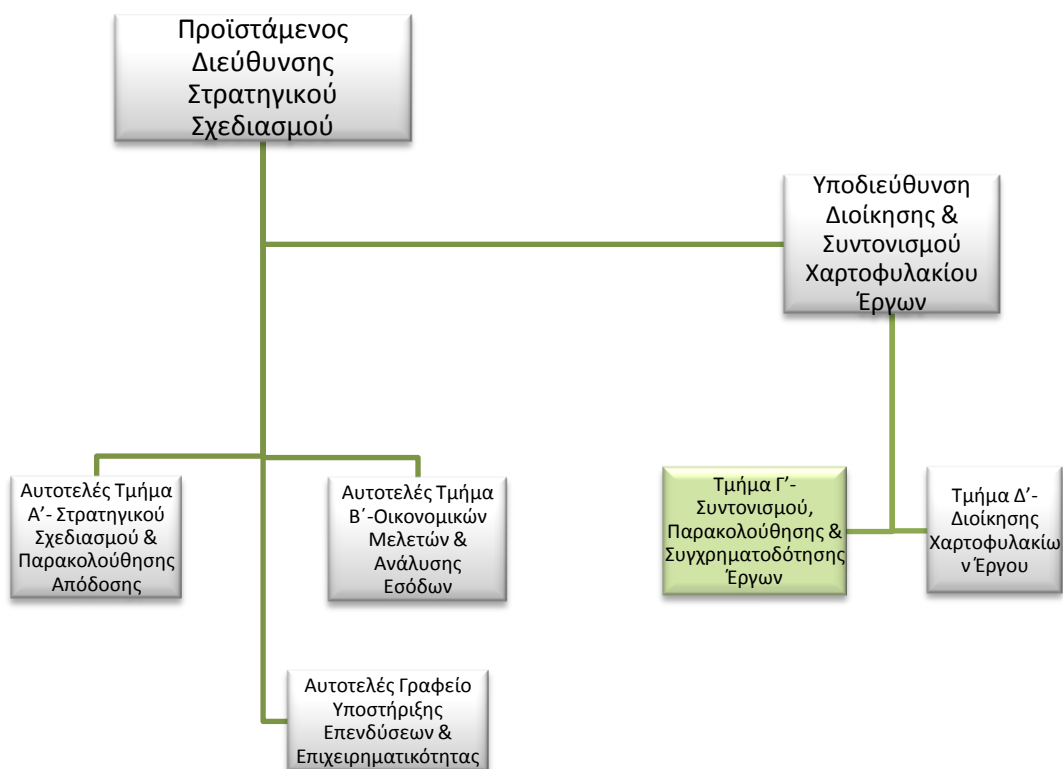 Προϊστάμενος
Διεύθυνσης
Στρατηγικού
Σχεδιασμού
Υποδιεύθυνση
Διοίκησης &
Συντονισμού
Χαρτοφυλακίου
Έργων
Αυτοτελές Τμήμα
Α'- Στρατηγικού
Σχεδιασμού &
Παρακολούθησης
Απόδοσης
Αυτοτελές Τμήμα
Β΄-Οικονομικών
Μελετών &
Ανάλυσης
Εσόδων
Τμήμα Γ'-
Συντονισμού,
Παρακολούθησης &
Συγχρηματοδότησης
Έργων
Τμήμα Δ'-
Διοίκησης
Χαρτοφυλακίω
ν Έργου
Αυτοτελές Γραφείο
Υποστήριξης
Επενδύσεων &
Επιχειρηματικότητας